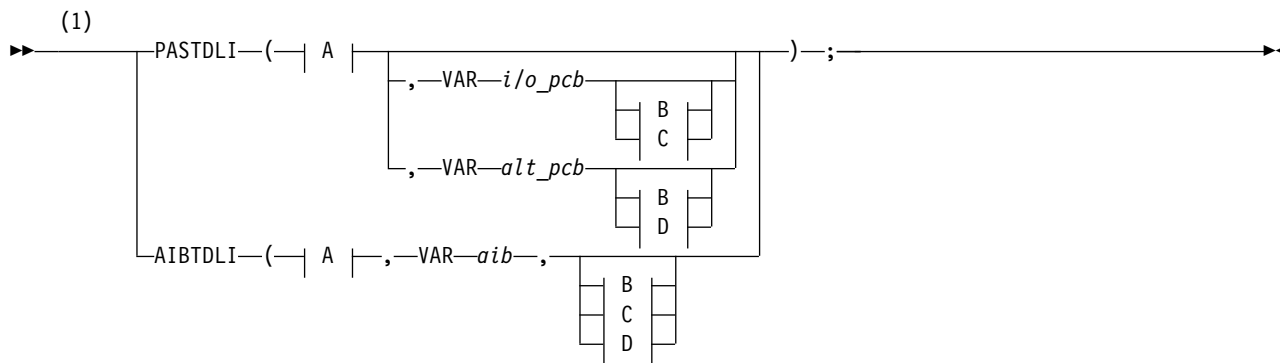 (1)
PASTDLI ( A ) ;
, VAR i/o_pcb
B
C
, VAR alt_pcb
B
D
AIBTDLI ( A , VAR aib ,
B
C
D